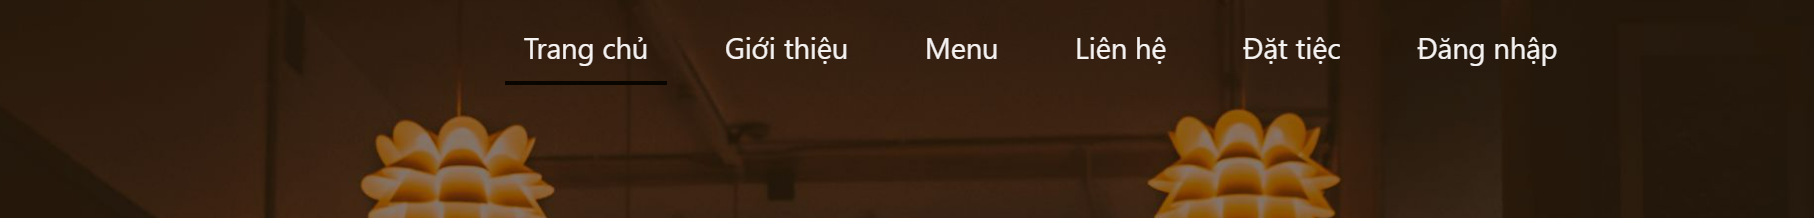 Trang chủ Giới thiệu Menu Liên hệ Đặt tiệc Đăng nhập